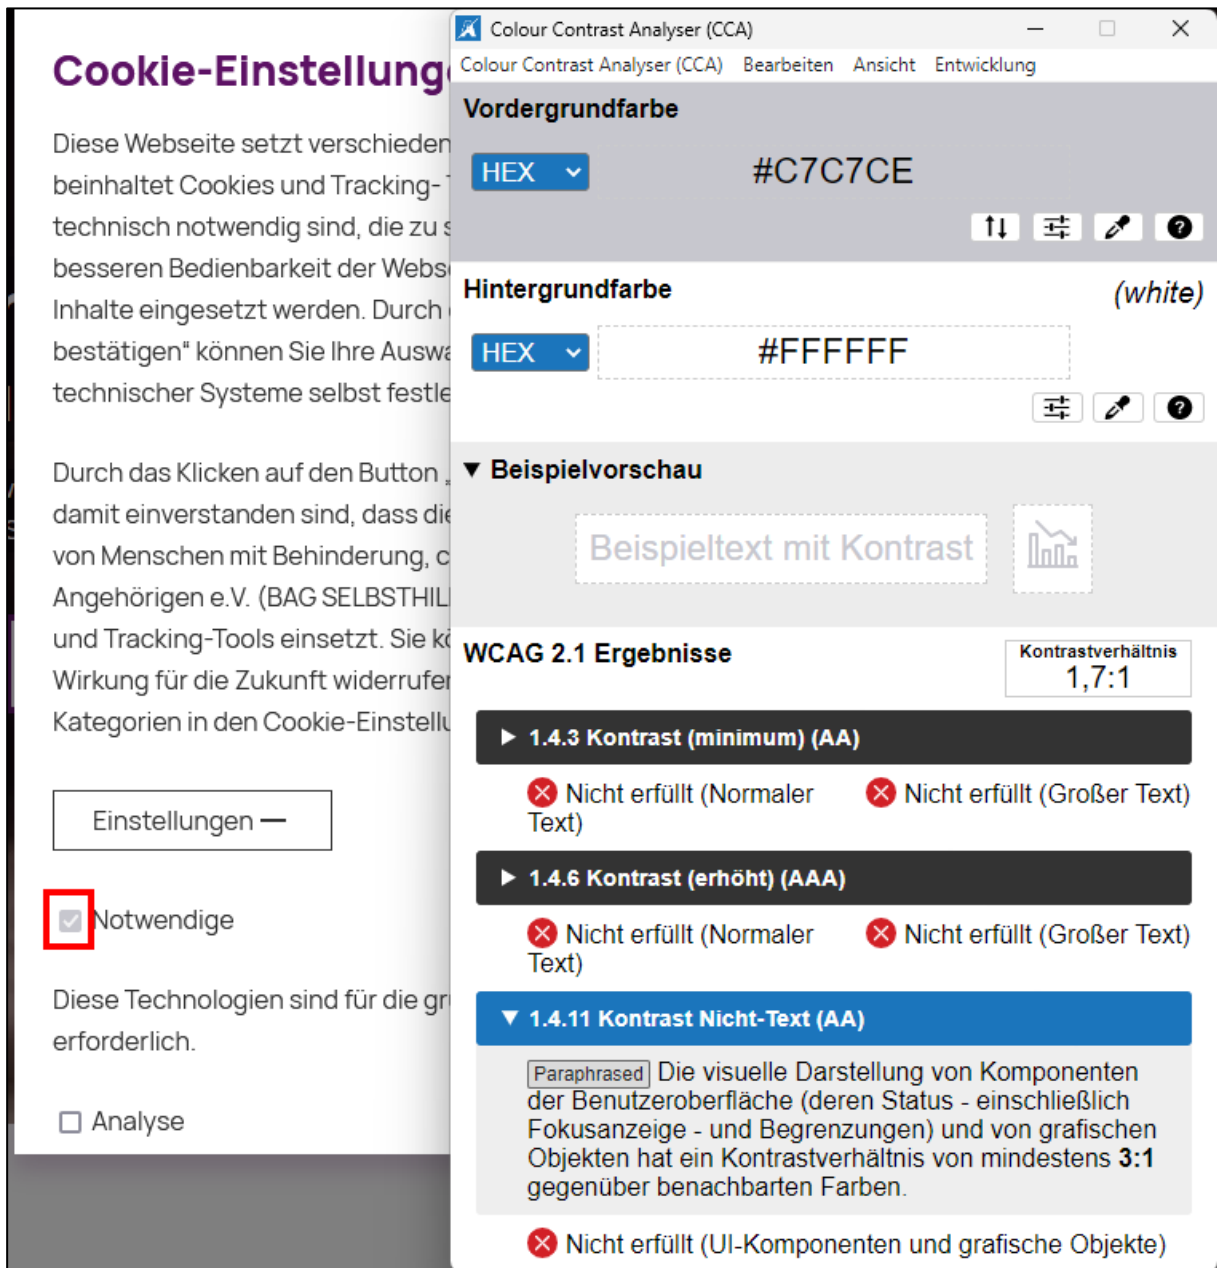 Cookie-Einstellung
Diese Webseite setzt verschieden
beinhaltet Cookies und Tracking-
technisch notwendig sind, die zu s
besseren Bedienbarkeit der Webs
Inhalte eingesetzt werden. Durch
bestätigen“ können Sie Ihre Auswa
technischer Systeme selbst festle
Durch das Klicken auf den Button „
damit einverstanden sind, dass die
von Menschen mit Behinderung, c
Angehörigen e.V. (BAG SELBSTHIL
und Tracking-Tools einsetzt. Sie kö
Wirkung für die Zukunft widerrufen
Kategorien in den Cookie-Einstellu
Einstellungen —
Notwendige
Diese Technologien sind für die gru
erforderlich.
Analyse
Colour Contrast Analyser (CCA)
Colour Contrast Analyser (CCA) Bearbeiten Ansicht Entwicklung
Vordergrundfarbe
HEX #C7C7CE
Hintergrundfarbe (white)
HEX #FFFFFF
Beispielvorschau
Beispieltext mit Kontrast
WCAG 2.1 Ergebnisse
Kontrastverhältnis
1,7:1
1.4.3 Kontrast (minimum) (AA)
Nicht erfüllt (Normaler Nicht erfüllt (Großer Text)
Text)
1.4.6 Kontrast (erhöht) (AAA)
Nicht erfüllt (Normaler Nicht erfüllt (Großer Text)
Text)
1.4.11 Kontrast Nicht-Text (AA)
Paraphrased Die visuelle Darstellung von Komponenten
der Benutzeroberfläche (deren Status - einschließlich
Fokusanzeige - und Begrenzungen) und von grafischen
Objekten hat ein Kontrastverhältnis von mindestens 3:1
gegenüber benachbarten Farben.
Nicht erfüllt (UI-Komponenten und grafische Objekte)